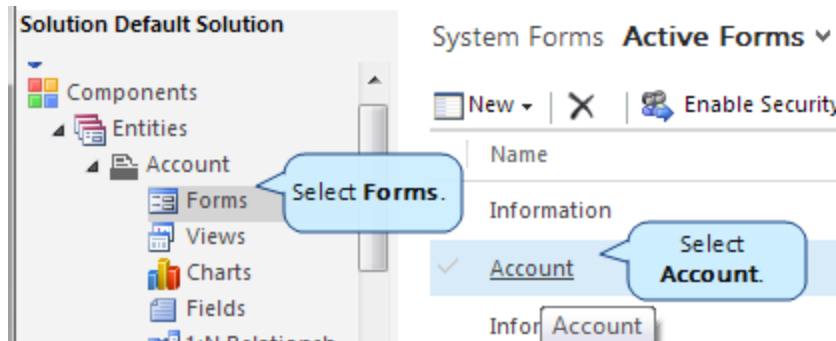 Solution Default Solution
Components
Entities
Account
Forms
Views
Charts
Fields
Select Forms.
System Forms Active Forms
New
Enable Security
Name
Information
Account
Select
Account.
Infor
Account